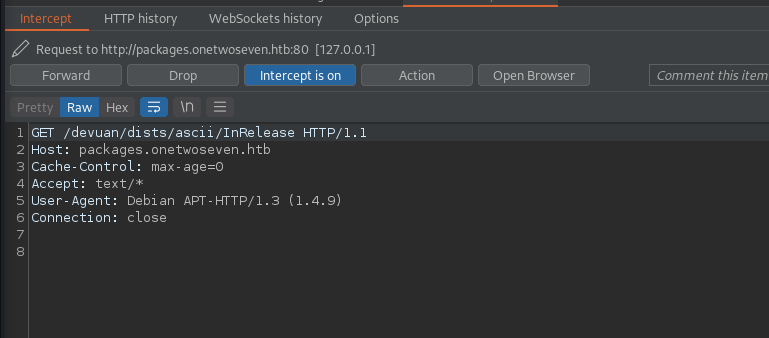 Intercept HTTP history WebSockets history Options
Request to http://packages.onetwoseven.htb:80 [127.0.0.1]
Forward Drop Intercept is on Action Open Browser Comment this item
Pretty Raw Hex \n
1 GET /devuan/dists/ascii/InRelease HTTP/1.1
2 Host: packages.onetwoseven.htb
3 Cache-Control: max-age=0
4 Accept: text/*
5 User-Agent: Debian APT-HTTP/1.3 (1.4.9)
6 Connection: close
7
8